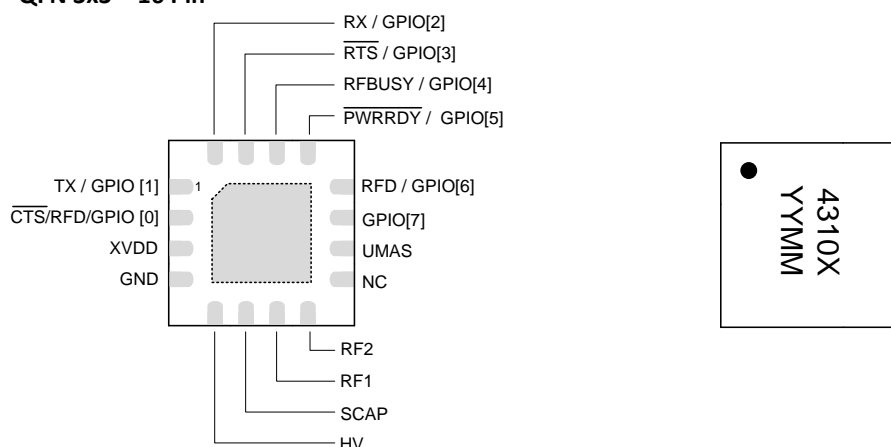 QFN 3x3 – 16 Pin
RX / GPIO[2]
RTS / GPIO[3]
RFBUSY / GPIO[4]
PWRRDY / GPIO[5]
TX / GPIO [1]
CTS/RFD/GPIO [0]
XVDD
GND
1
RFD / GPIO[6]
GPIO[7]
UMAS
NC
RF2
RF1
SCAP
HV
4310X
YYMM